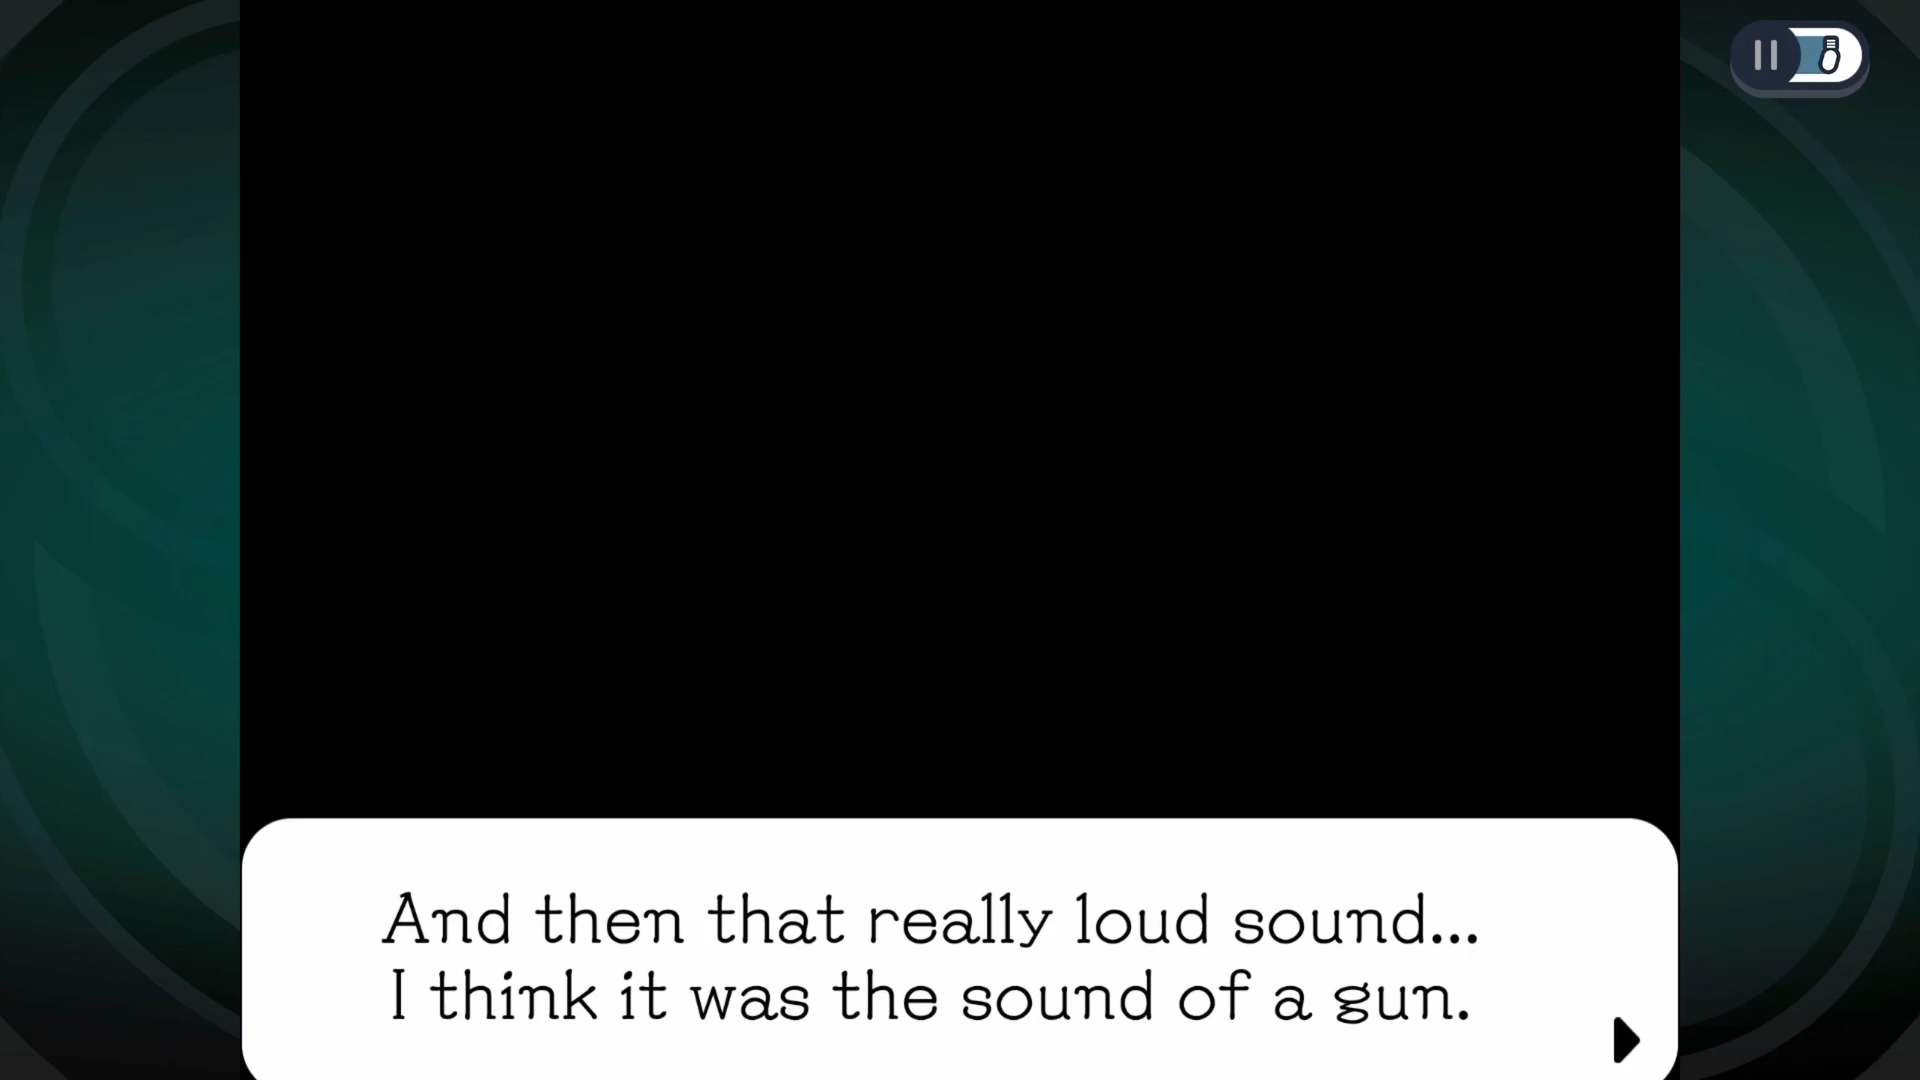 And then that really loud sound...
I think it was the sound of a gun.